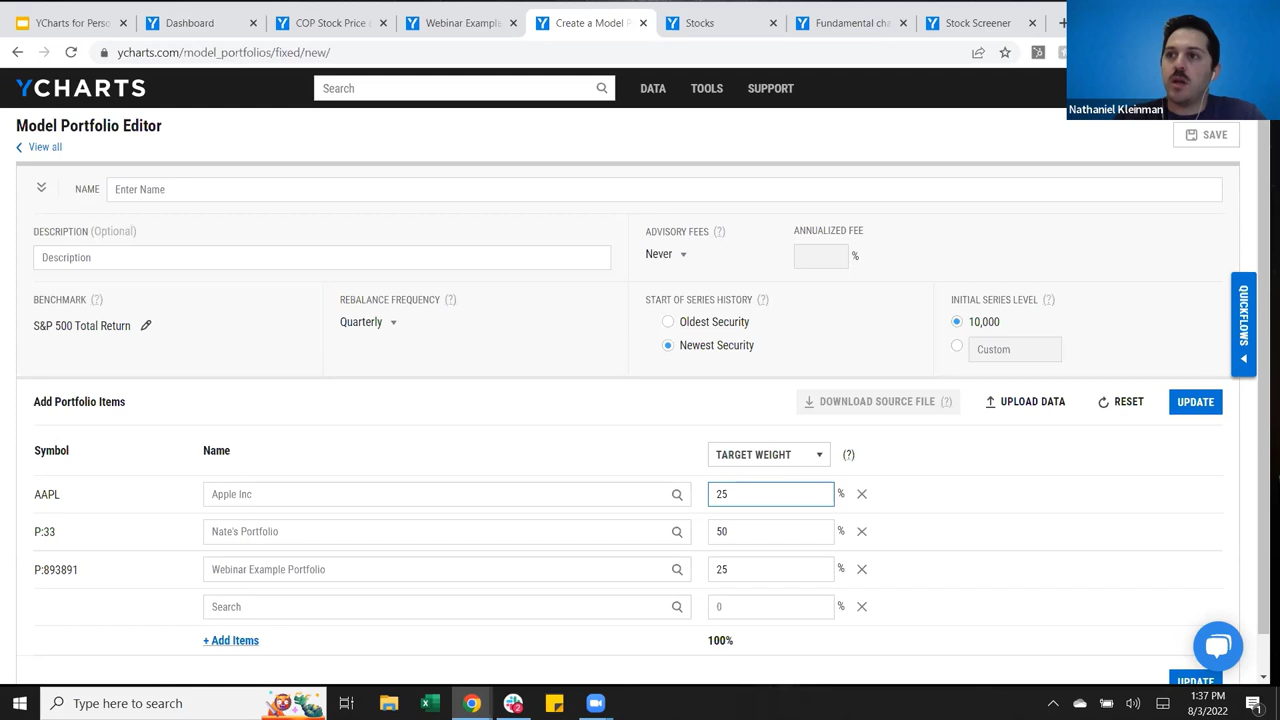 YCharts for Perso
Dashboard
COP Stock Price a
Webinar Example
Create a Model P
Stocks
Fundamental cha
Stock Screener
ycharts.com/model_portfolios/fixed/new/
YCHARTS
Search
DATA
TOOLS
SUPPORT
Nathaniel Kleinman
Model Portfolio Editor
View all
SAVE
NAME
Enter Name
DESCRIPTION (Optional)
Description
ADVISORY FEES (?)
Never
ANNUALIZED FEE
%
BENCHMARK (?)
S&P 500 Total Return
REBALANCE FREQUENCY (?)
Quarterly
START OF SERIES HISTORY (?)
Oldest Security
Newest Security
INITIAL SERIES LEVEL (?)
10,000
Custom
QUICKFLOWS
Add Portfolio Items
DOWNLOAD SOURCE FILE (?)
UPLOAD DATA
RESET
UPDATE
Symbol
Name
TARGET WEIGHT
(?)
AAPL
Apple Inc
25
%
P:33
Nate's Portfolio
50
%
P:893891
Webinar Example Portfolio
25
%
Search
0
%
+ Add Items
100%
UPDATE
Type here to search
1:37 PM
8/3/2022
1